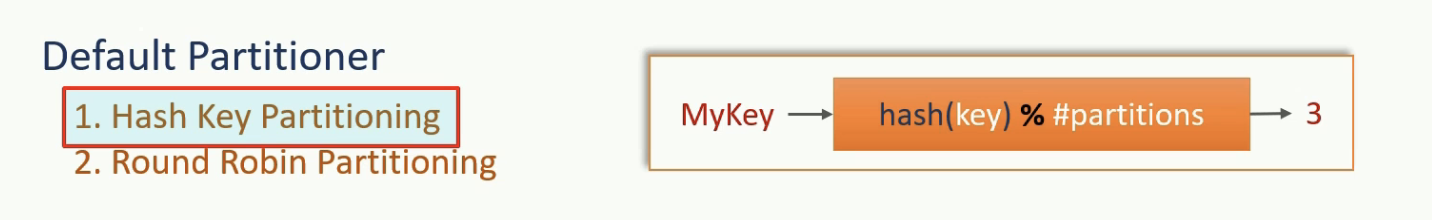 Default Partitioner
1. Hash Key Partitioning
2. Round Robin Partitioning
MyKey
hash(key) % #partitions
3